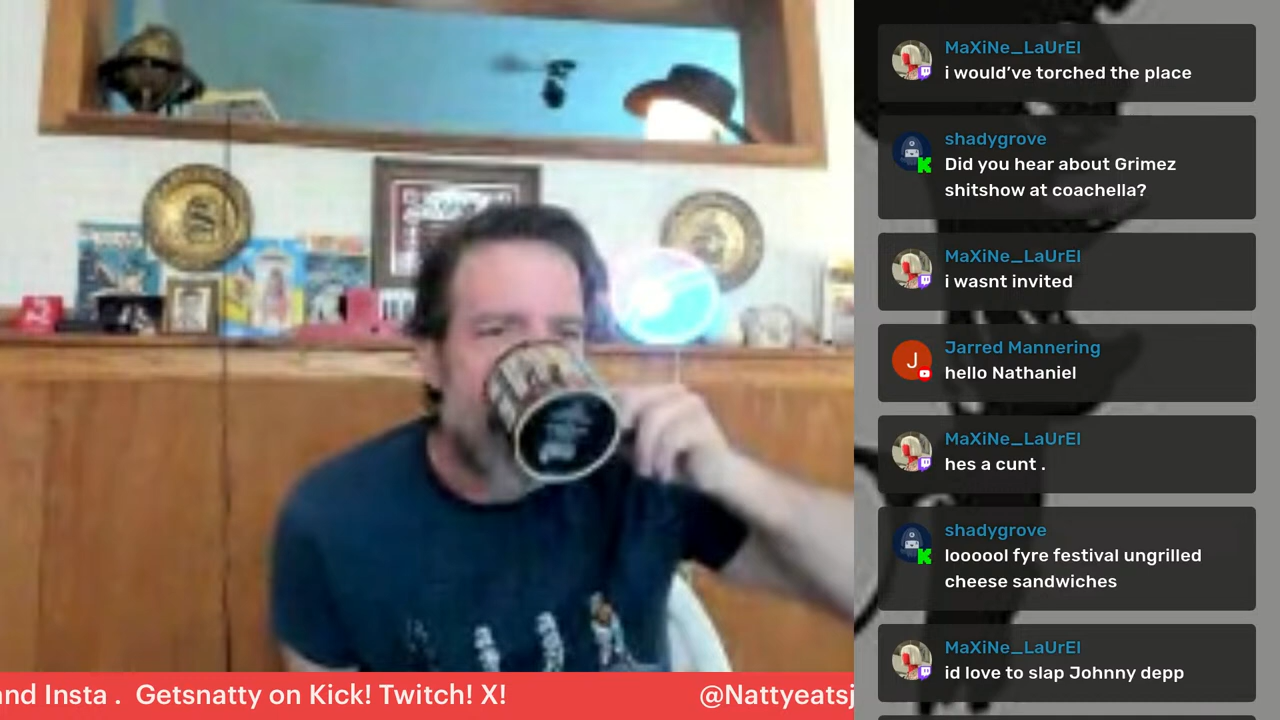 MaXiNe_LaUrEl
i would’ve torched the place
shadygrove
Did you hear about Grimez
shitshow at coachella?
MaXiNe_LaUrEl
i wasnt invited
J
Jarred Mannering
hello Nathaniel
MaXiNe_LaUrEl
hes a cunt .
shadygrove
loooool fyre festival ungrilled
cheese sandwiches
MaXiNe_LaUrEl
id love to slap Johnny depp
and Insta . Getsnatty on Kick! Twitch! X!
@Nattyeatsj